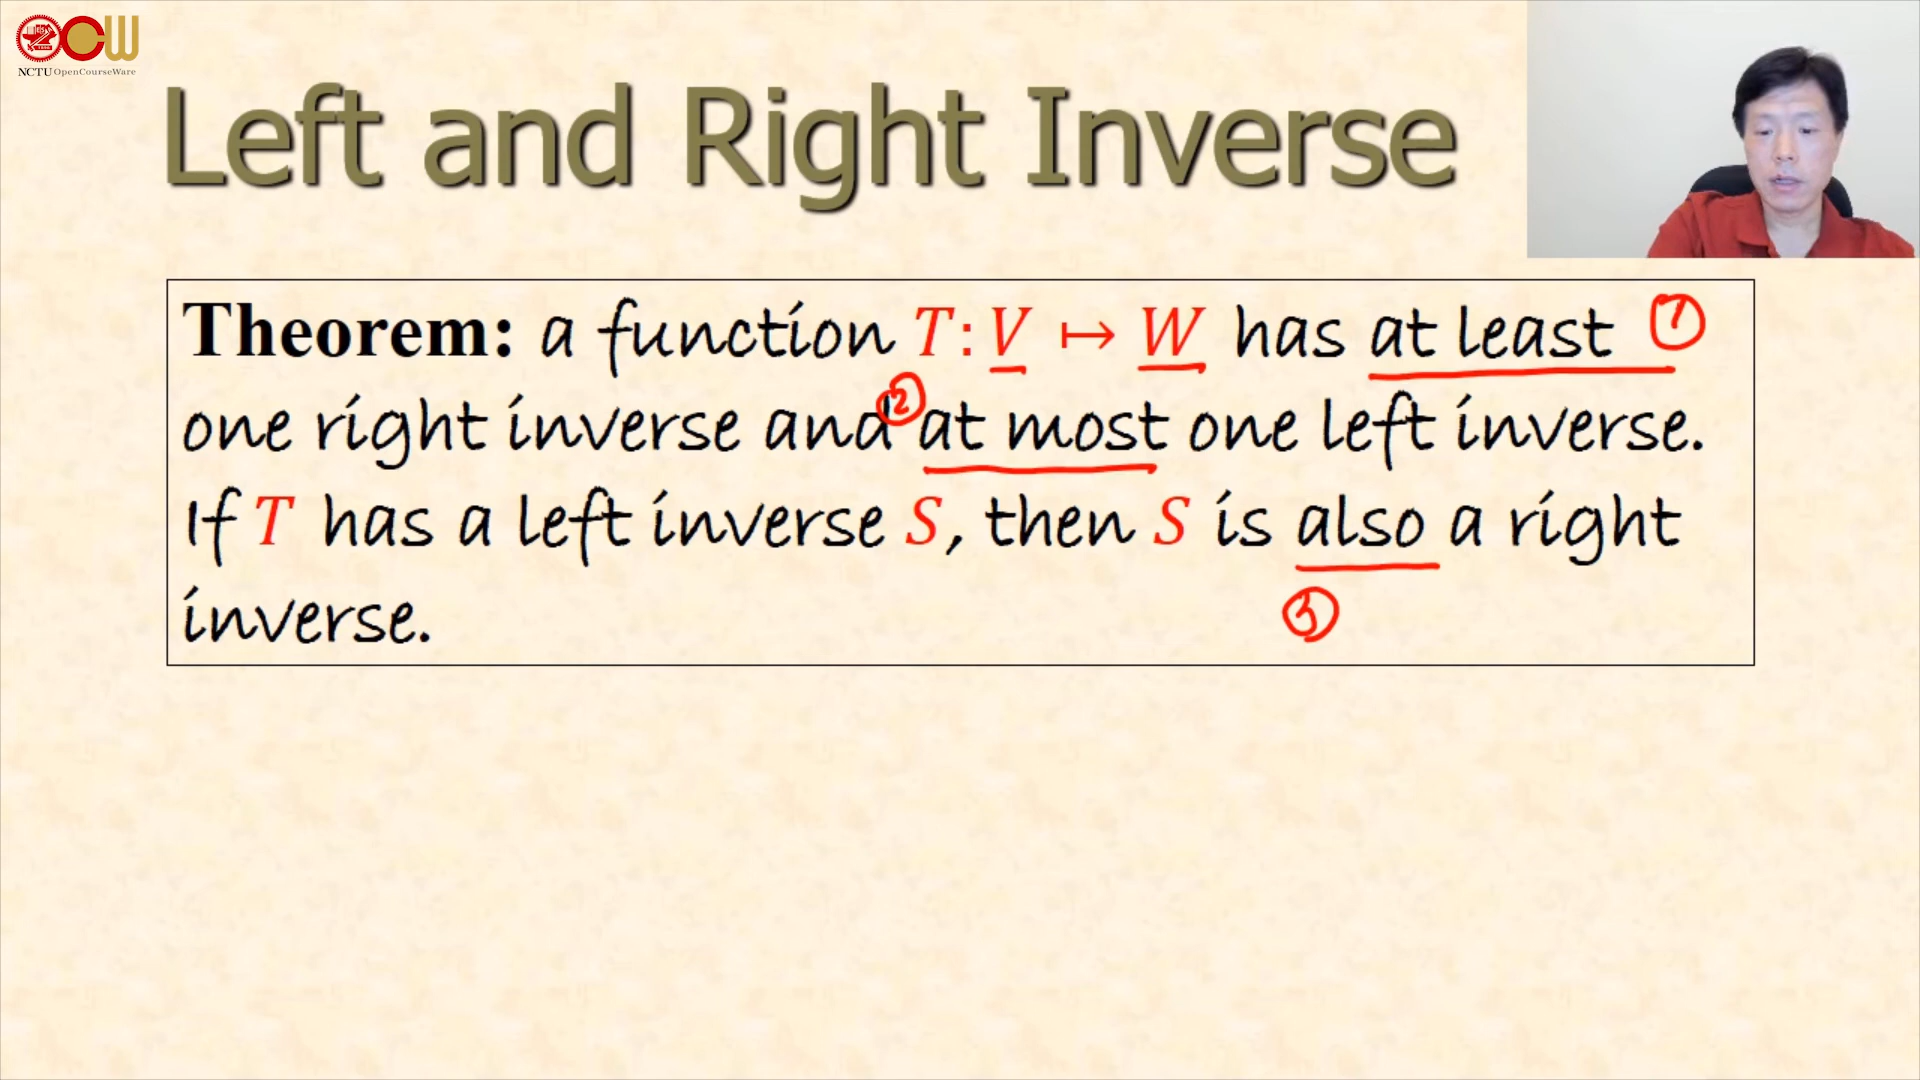 OCW
NCTU OpenCourseWare
Left and Right Inverse
Theorem: a function T: V ↦ W has at least ①
one right inverse and ② at most one left inverse.
If T has a left inverse S, then S is also a right
inverse.
③